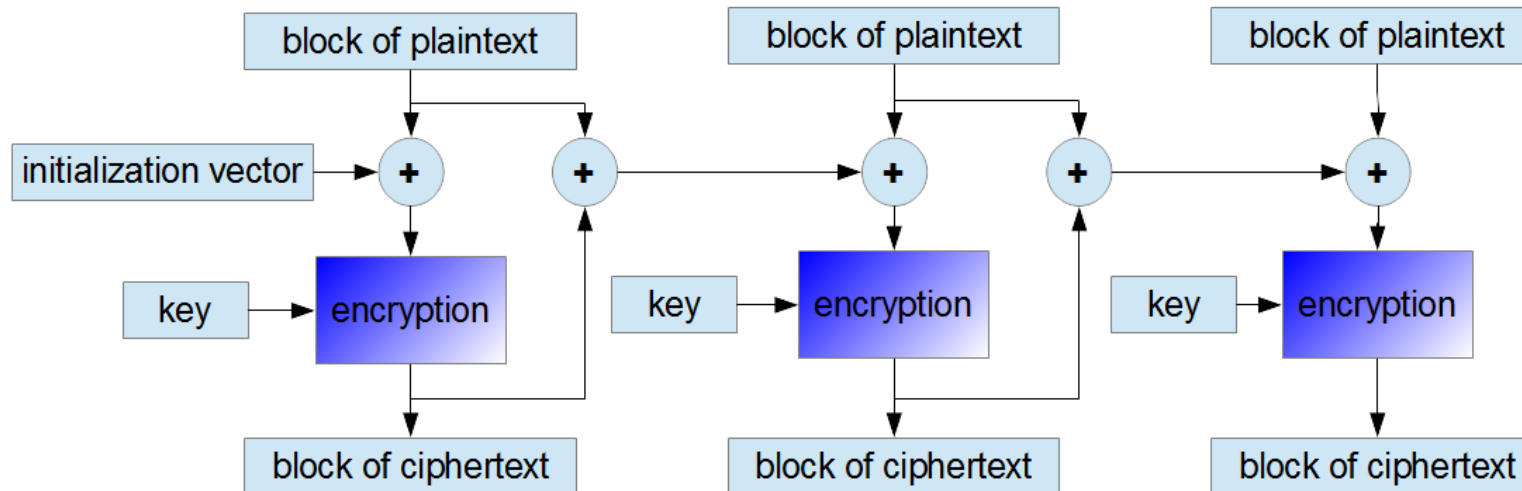 block of plaintext
block of plaintext
block of plaintext
initialization vector
+
+
+
+
+
key
encryption
key
encryption
key
encryption
block of ciphertext
block of ciphertext
block of ciphertext